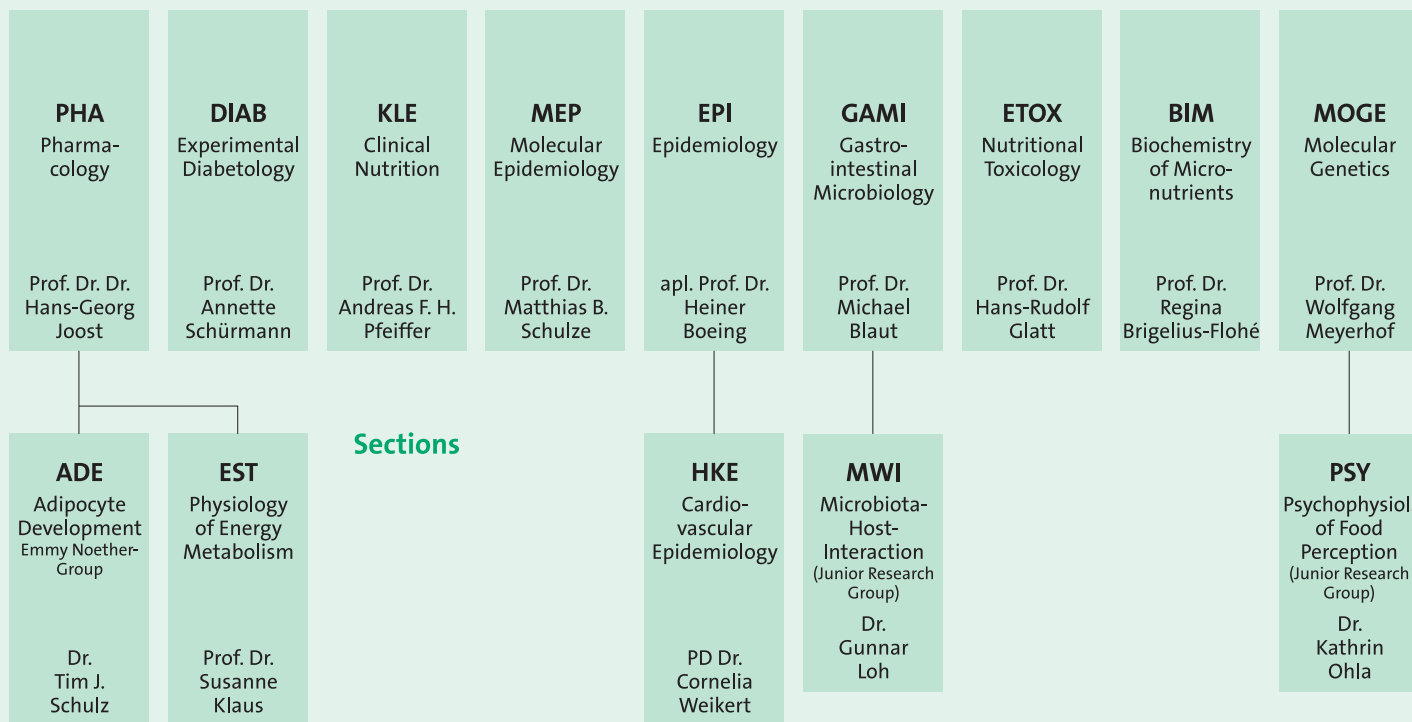 PHA
Pharma-
cology
Prof. Dr. Dr.
Hans-Georg
Joost
DIAB
Experimental
Diabetology
Prof. Dr.
Annette
Schürmann
KLE
Clinical
Nutrition
Prof. Dr.
Andreas F. H.
Pfeiffer
MEP
Molecular
Epidemiology
Prof. Dr.
Matthias B.
Schulze
EPI
Epidemiology
apl. Prof. Dr.
Heiner
Boeing
GAMI
Gastro-
intestinal
Microbiology
Prof. Dr.
Michael
Blaut
ETOX
Nutritional
Toxicology
Prof. Dr.
Hans-Rudolf
Glatt
BIM
Biochemistry
of Micro-
nutrients
Prof. Dr.
Regina
Brigelius-Flohé
MOGE
Molecular
Genetics
Prof. Dr.
Wolfgang
Meyerhof
ADE
Adipocyte
Development
Emmy Noether-
Group
Dr.
Tim J.
Schulz
EST
Physiology
of Energy
Metabolism
Prof. Dr.
Susanne
Klaus
Sections
HKE
Cardio-
vascular
Epidemiology
PD Dr.
Cornelia
Weikert
MWI
Microbiota-
Host-
Interaction
(Junior Research
Group)
Dr.
Gunnar
Loh
PSY
Psychophysiol
of Food
Perception
(Junior Research
Group)
Dr.
Kathrin
Ohla